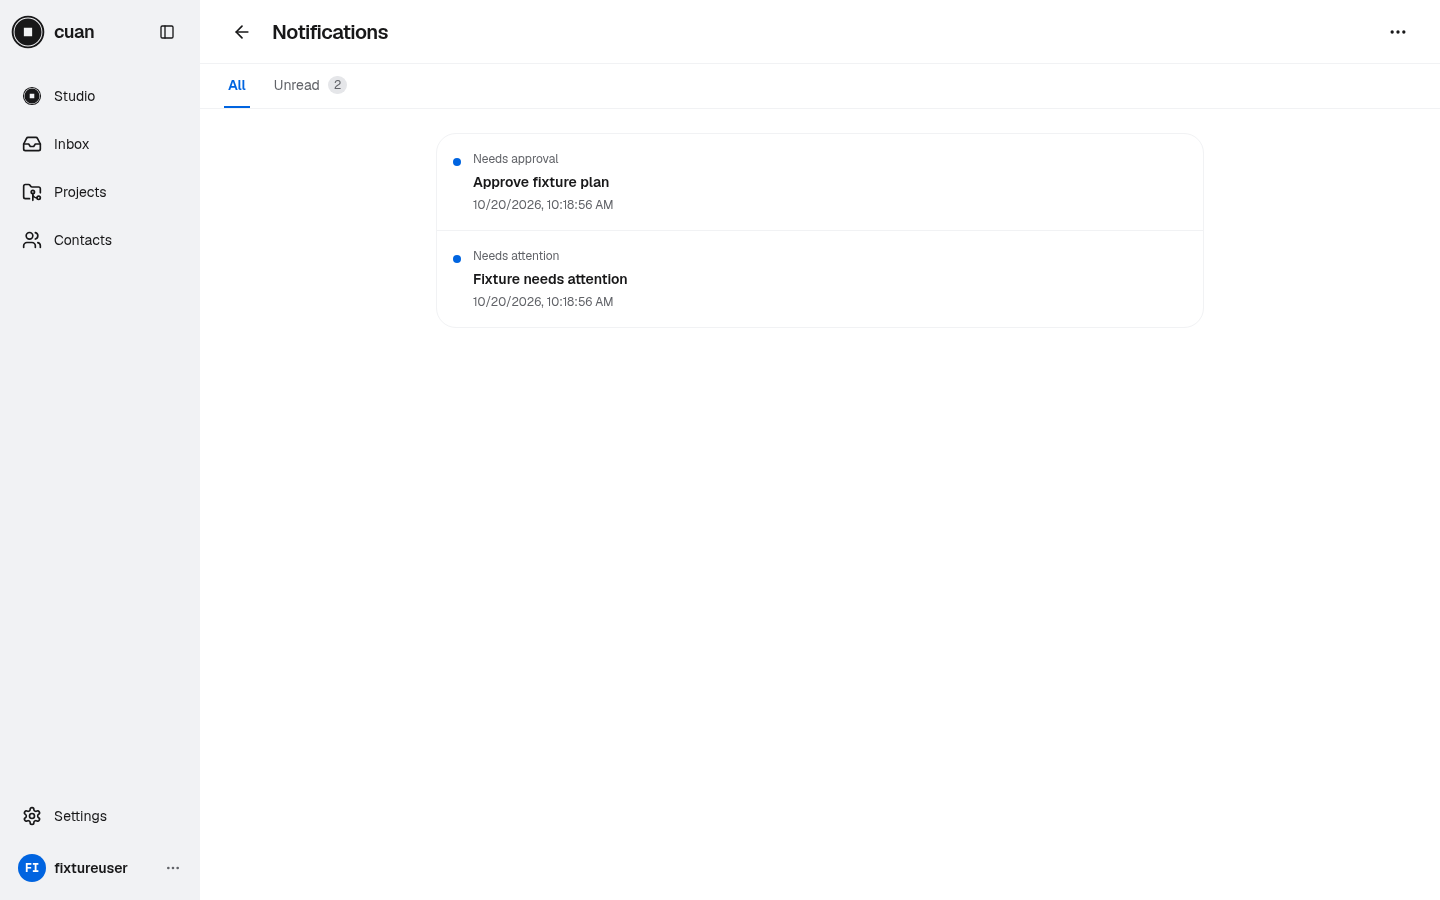 cuan
Studio
Inbox
Projects
Contacts
Settings
FI
fixtureuser
Notifications
All
Unread 2
Needs approval
Approve fixture plan
10/20/2026, 10:18:56 AM
Needs attention
Fixture needs attention
10/20/2026, 10:18:56 AM